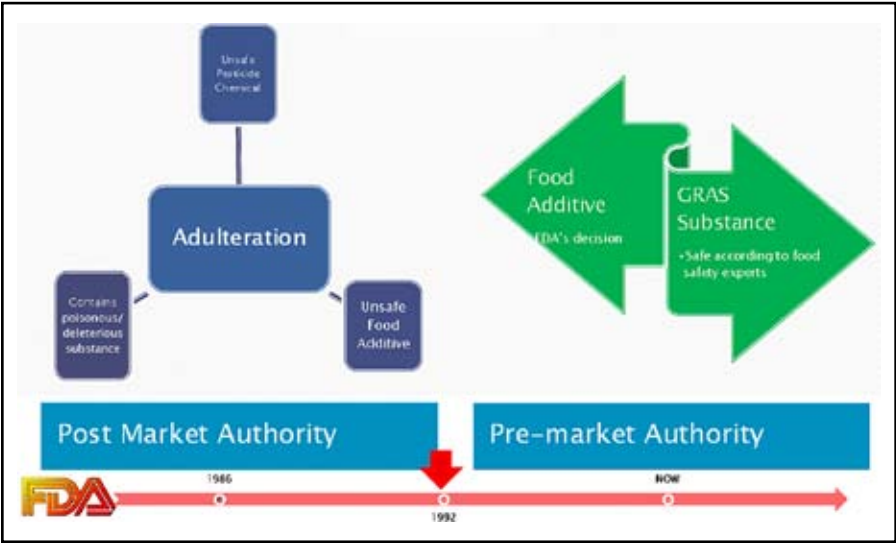 Unsafe
Pesticide
Chemical
Adulteration
Contains
poisonous/
deleterious
substance
Unsafe
Food
Additive
Food
Additive
FDA's decision
GRAS
Substance
•Safe according to food
safety exports
Post Market Authority
Pre-market Authority
FDA
1986
1992
NOW